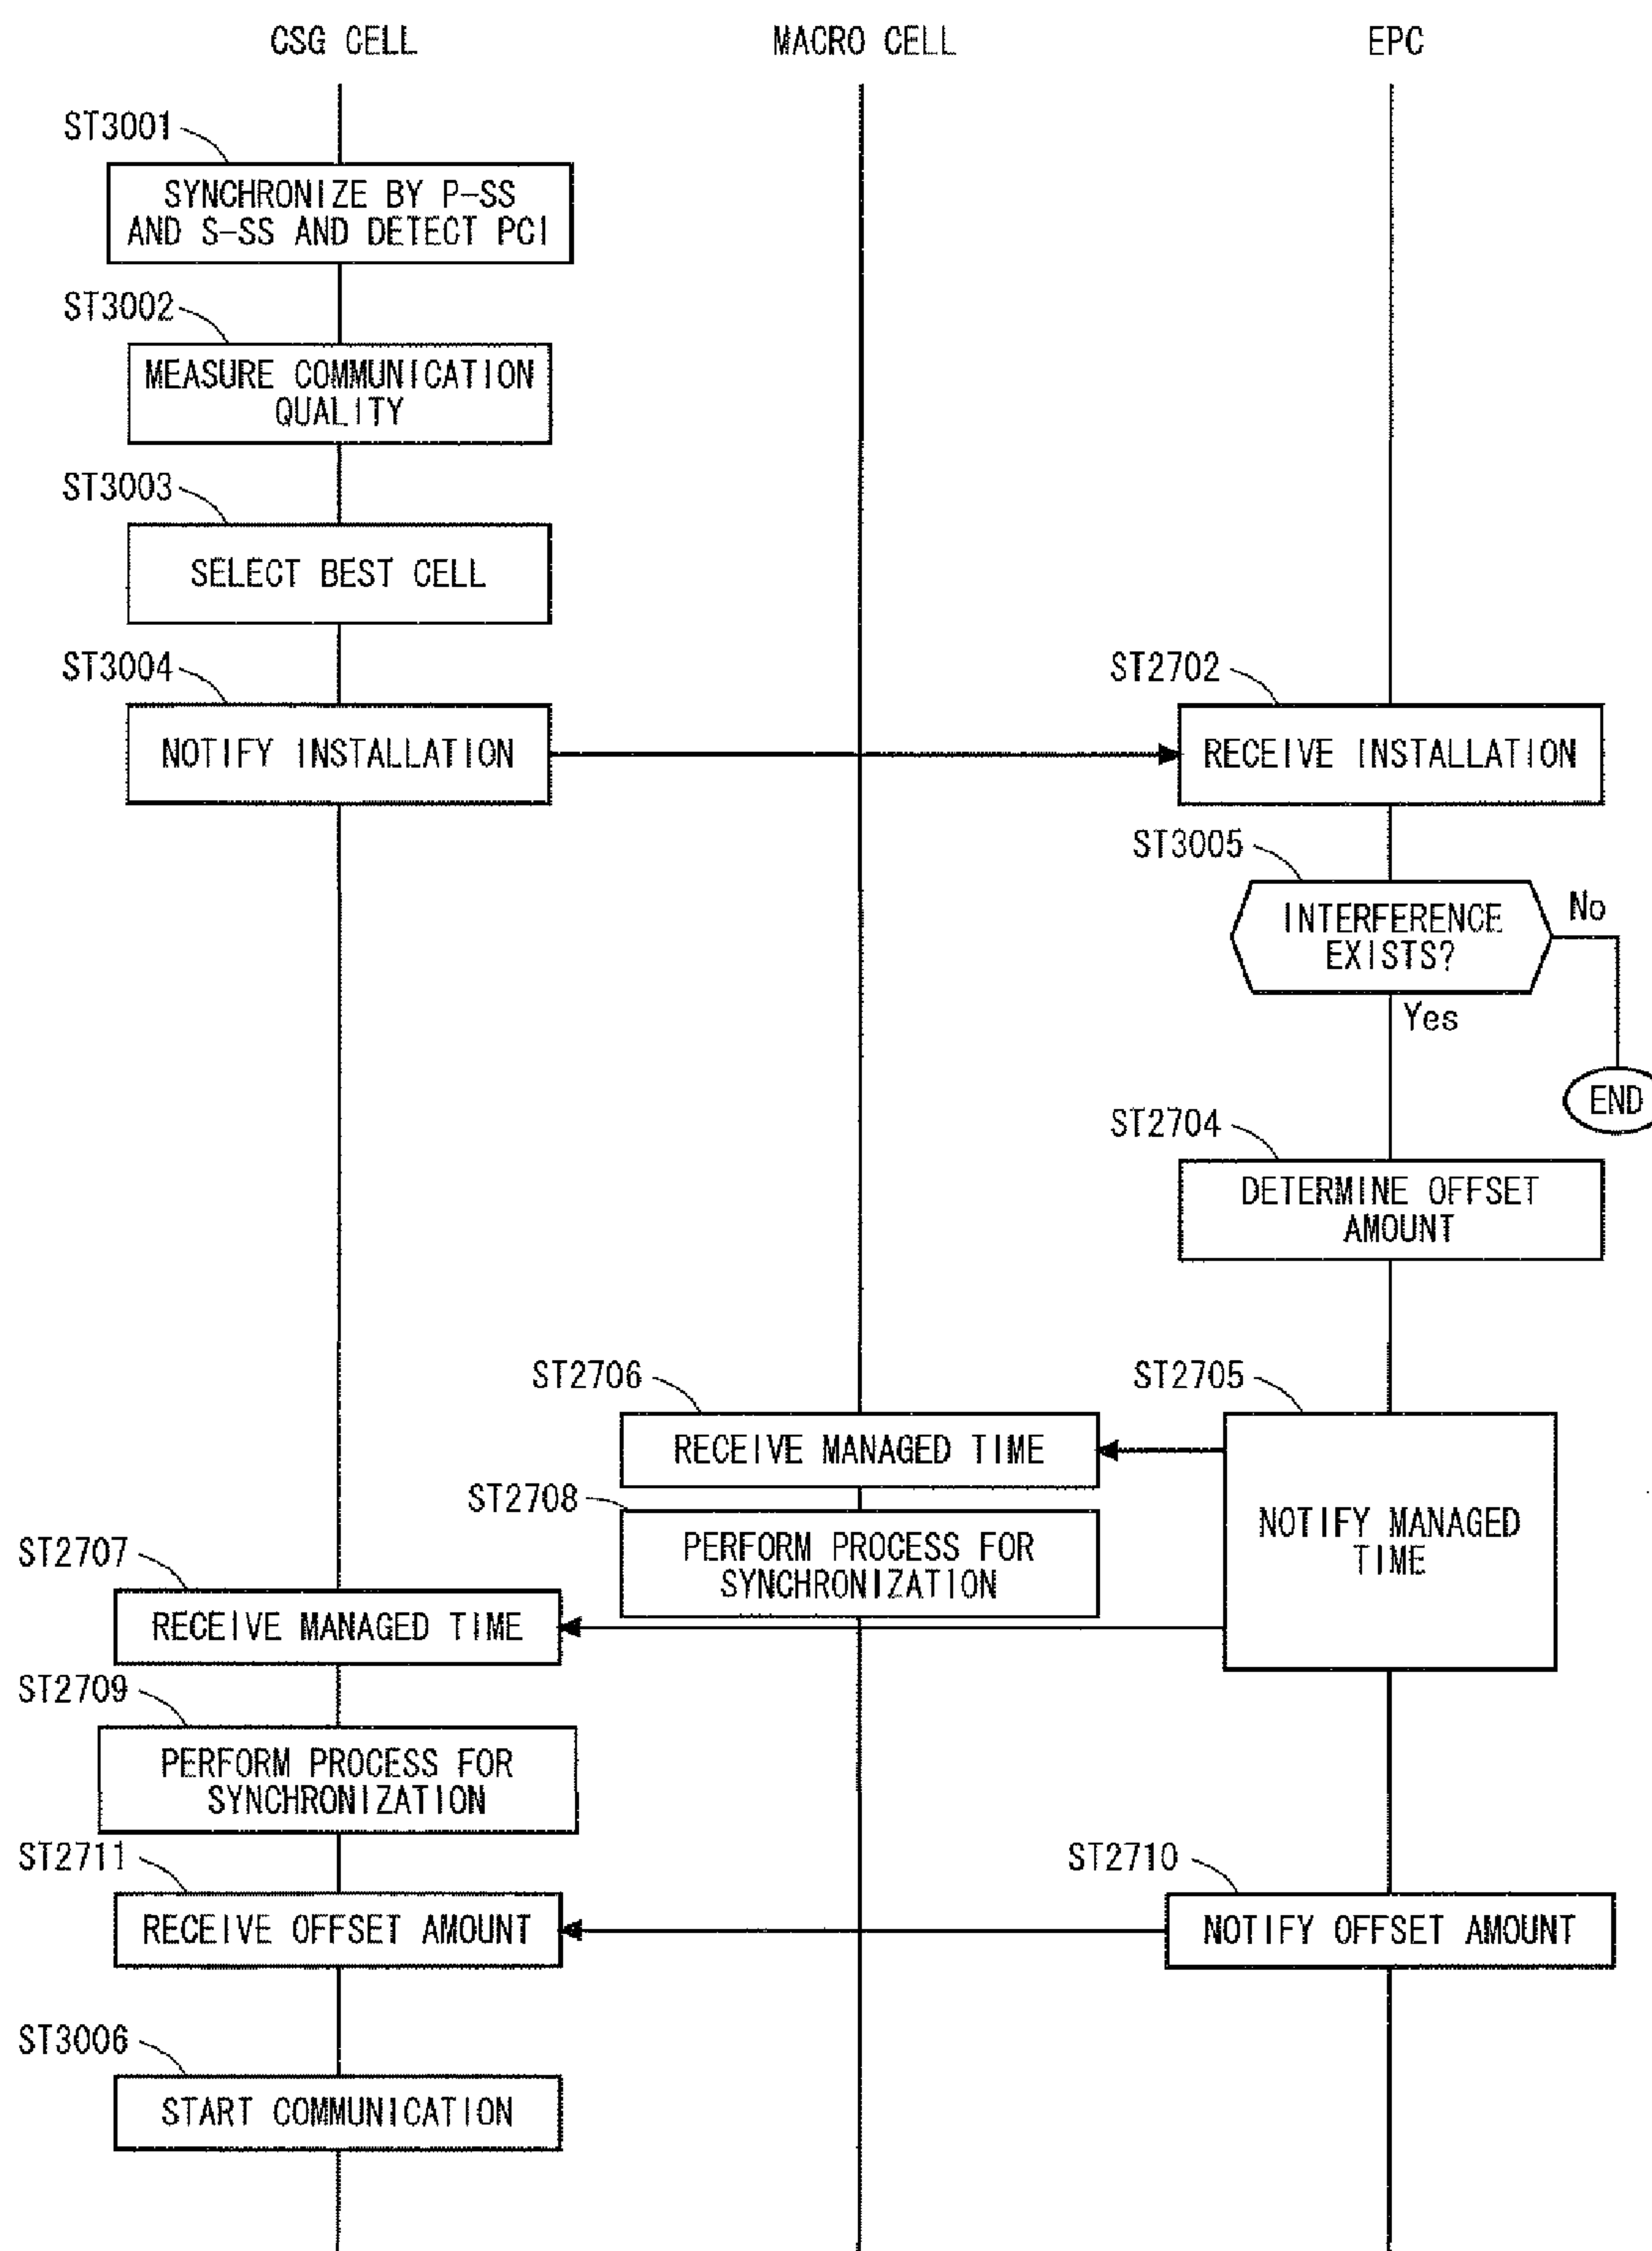 CSG CELL
MACRO CELL
EPC
ST3001
SYNCHRONIZE BY P-SS
AND S-SS AND DETECT PCI
ST3002
MEASURE COMMUNICATION
QUALITY
ST3003
SELECT BEST CELL
ST3004
NOTIFY INSTALLATION
ST2702
RECEIVE INSTALLATION
ST3005
INTERFERENCE
EXISTS?
No
Yes
END
ST2704
DETERMINE OFFSET
AMOUNT
ST2706
RECEIVE MANAGED TIME
ST2705
NOTIFY MANAGED
TIME
ST2708
PERFORM PROCESS FOR
SYNCHRONIZATION
ST2707
RECEIVE MANAGED TIME
ST2709
PERFORM PROCESS FOR
SYNCHRONIZATION
ST2711
RECEIVE OFFSET AMOUNT
ST2710
NOTIFY OFFSET AMOUNT
ST3006
START COMMUNICATION